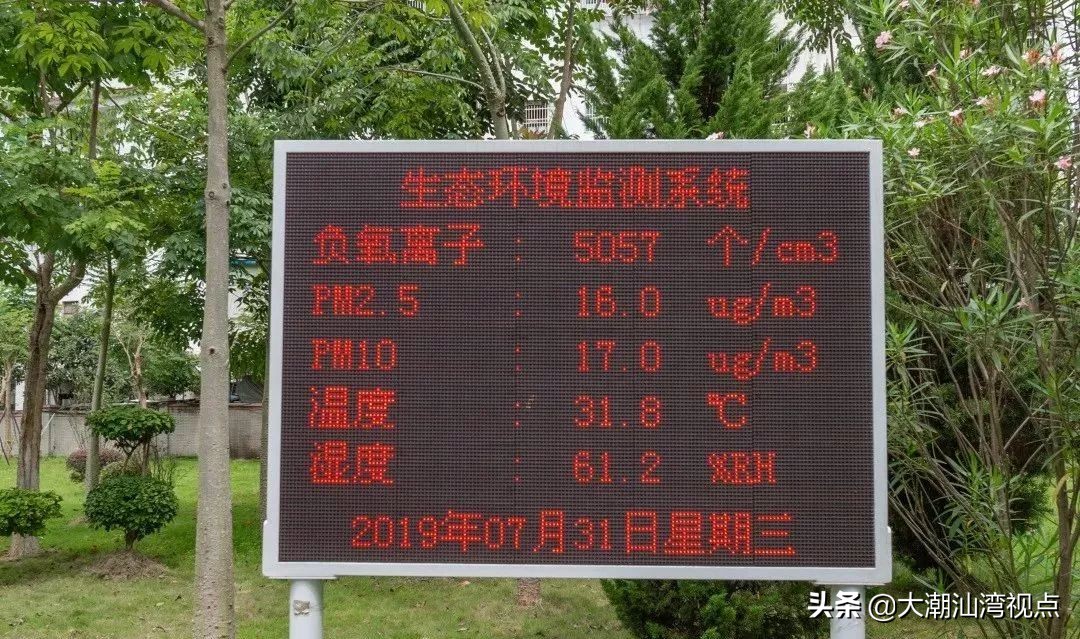 生态环境监测系统
负氧离子 : 5057 个/cm3
PM2.5 : 16.0 ug/m3
PM10 : 17.0 ug/m3
温度 : 31.8 ℃
湿度 : 61.2 %RH
2019年07月31日星期三
头条 @大潮汕湾视点